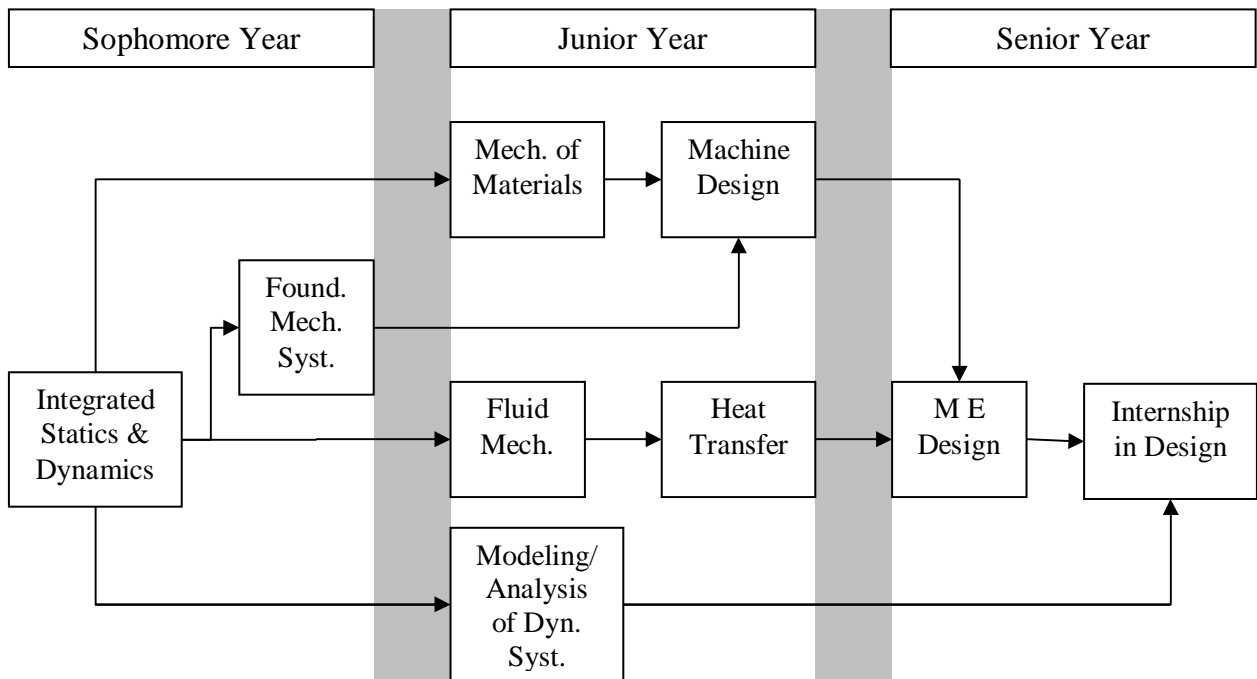 Sophomore Year
Junior Year
Senior Year
Mech. of
Materials
Machine
Design
Found.
Mech.
Syst.
Integrated
Statics &
Dynamics
Fluid
Mech.
Heat
Transfer
M E
Design
Internship
in Design
Modeling/
Analysis
of Dyn.
Syst.